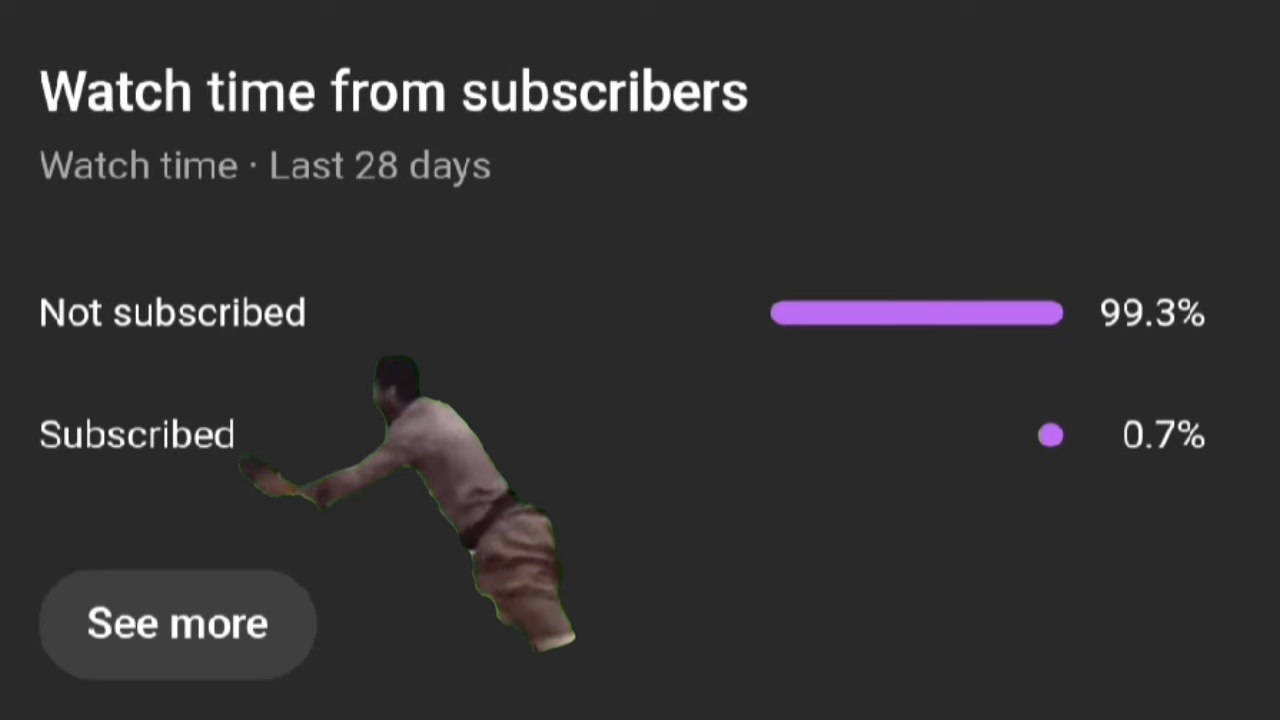 Watch time from subscribers
Watch time · Last 28 days
Not subscribed 99.3%
Subscribed 0.7%
See more